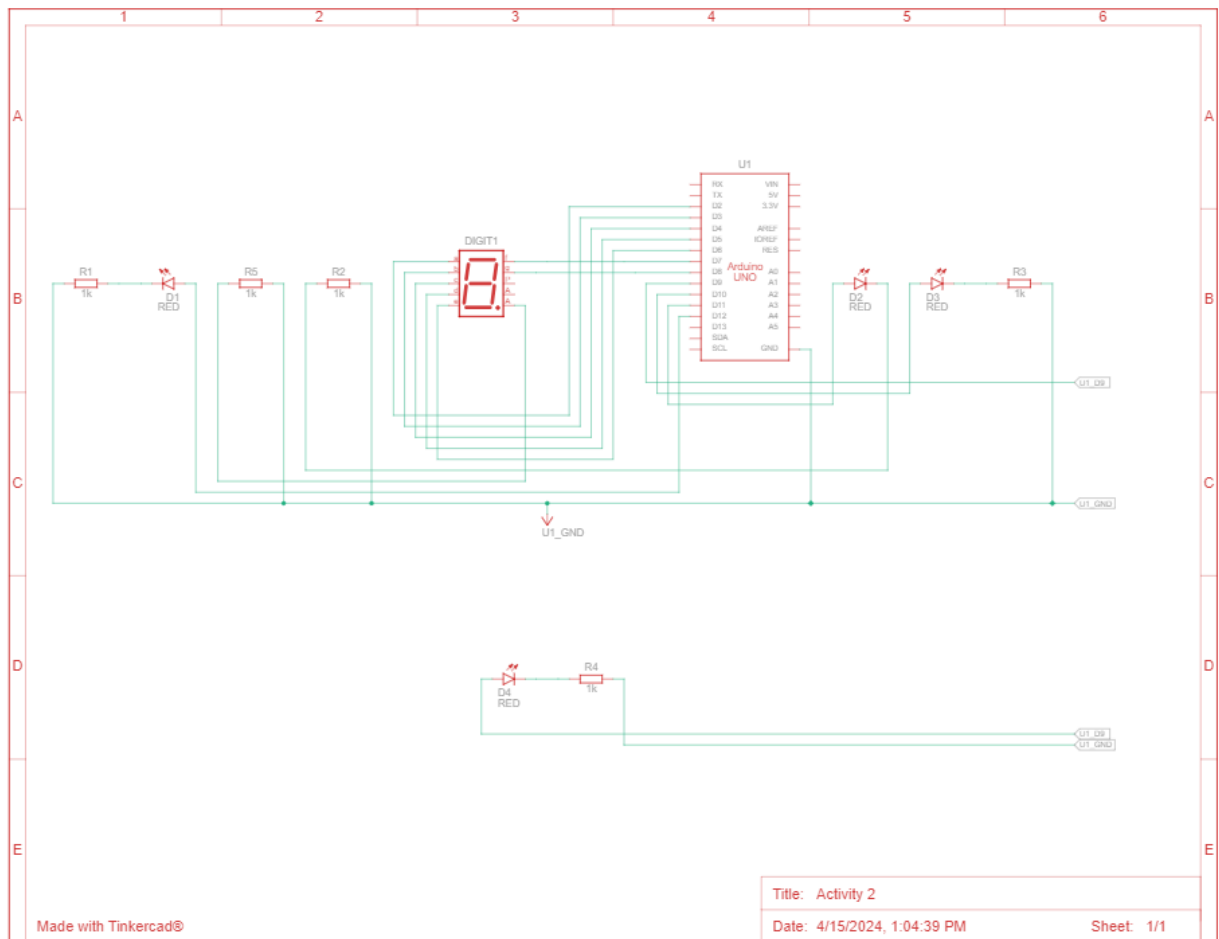 1 2 3 4 5 6
A A
U1
RX VIN
TX 5V
D2 3.3V
D3
D4 AREF
D5 IOREF
D6 RES
D7
D8 A0
D9 A1
D10 A2
D11 A3
D12 A4
D13 A5
SDA
SCL GND
Arduino
UNO
DIGIT1
B B
R1
1k
D1
RED
R5
1k
R2
1k
D2
RED
D3
RED
R3
1k
U1_D9
C C
U1_GND
U1_GND
D D
D4
RED
R4
1k
U1_D9
U1_GND
E E
Title: Activity 2
Made with Tinkercad®
Date: 4/15/2024, 1:04:39 PM Sheet: 1/1